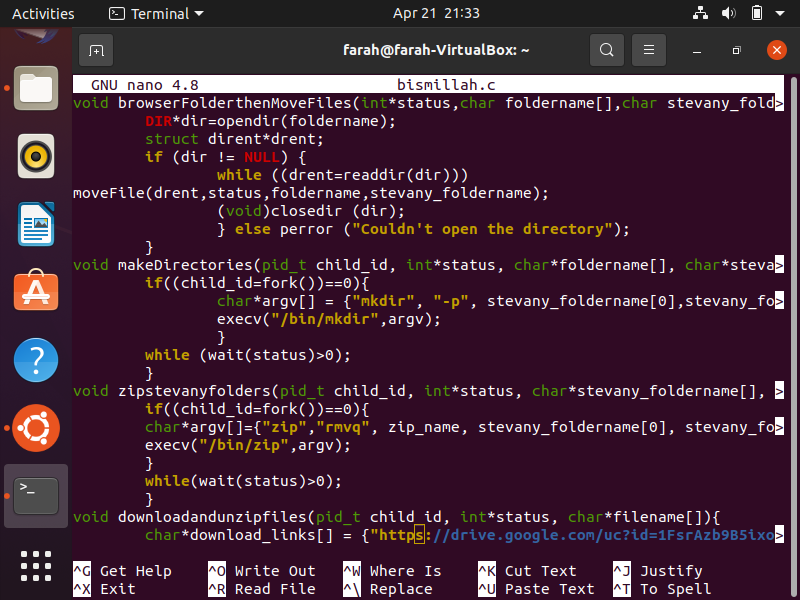 Activities
Terminal
Apr 21 21:33
farah@farah-VirtualBox: ~
GNU nano 4.8 bismillah.c
void browserFolderthenMoveFiles(int*status,char foldername[],char stevany_fold>
DIR*dir=opendir(foldername);
struct dirent*drent;
if (dir != NULL) {
while ((drent=readdir(dir)))
moveFile(drent,status,foldername,stevany_foldername);
(void)closedir (dir);
} else perror ("Couldn't open the directory");
}
void makeDirectories(pid_t child_id, int*status, char*foldername[], char*steva>
if((child_id=fork())==0){
char*argv[] = {"mkdir", "-p", stevany_foldername[0],stevany_fo>
execv("/bin/mkdir",argv);
}
while (wait(status)>0);
}
void zipstevanyfolders(pid_t child_id, int*status, char*stevany_foldername[], >
if((child_id=fork())==0){
char*argv[]={"zip","rmvq", zip_name, stevany_foldername[0], stevany_fo>
execv("/bin/zip",argv);
}
while(wait(status)>0);
}
void downloadandunzipfiles(pid_t child_id, int*status, char*filename[]){
char*download_links[] = {"https://drive.google.com/uc?id=1FsrAzb9B5ixo>
^G Get Help ^O Write Out ^W Where Is ^K Cut Text ^J Justify
^X Exit ^R Read File ^\ Replace ^U Paste Text ^T To Spell